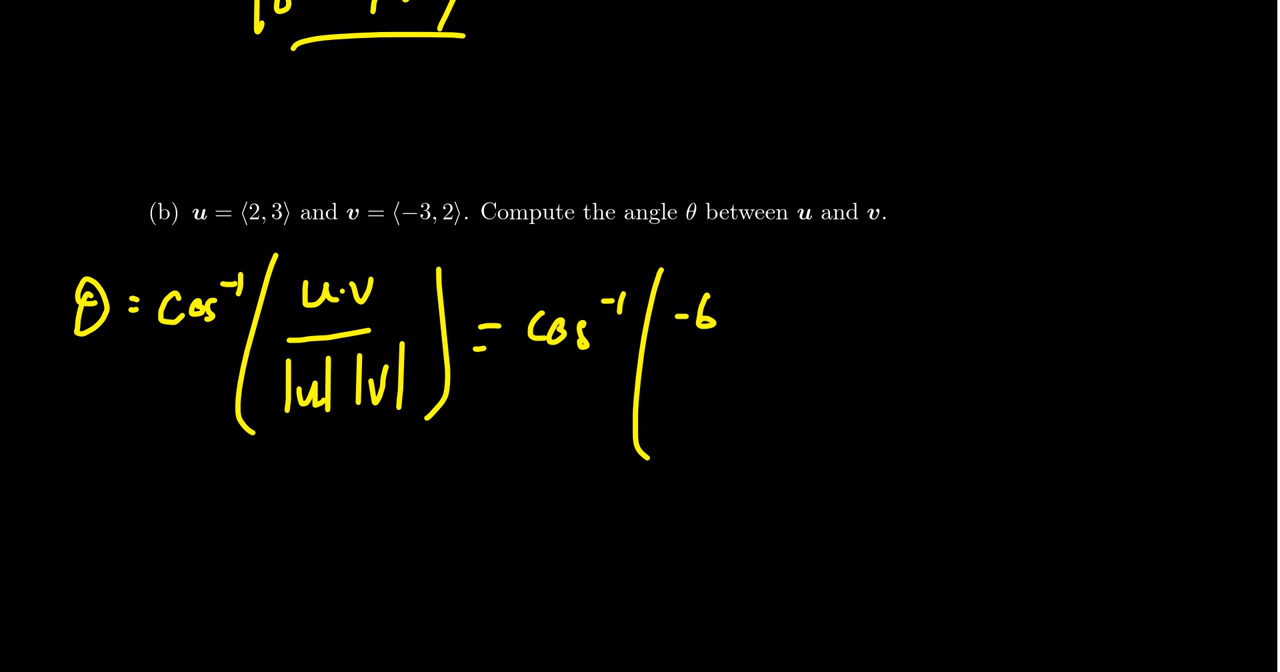 (b) u = ⟨2, 3⟩ and v = ⟨−3, 2⟩. Compute the angle θ between u and v.
θ = cos⁻¹ ( u·v / |u| |v| ) = cos⁻¹ ( -6